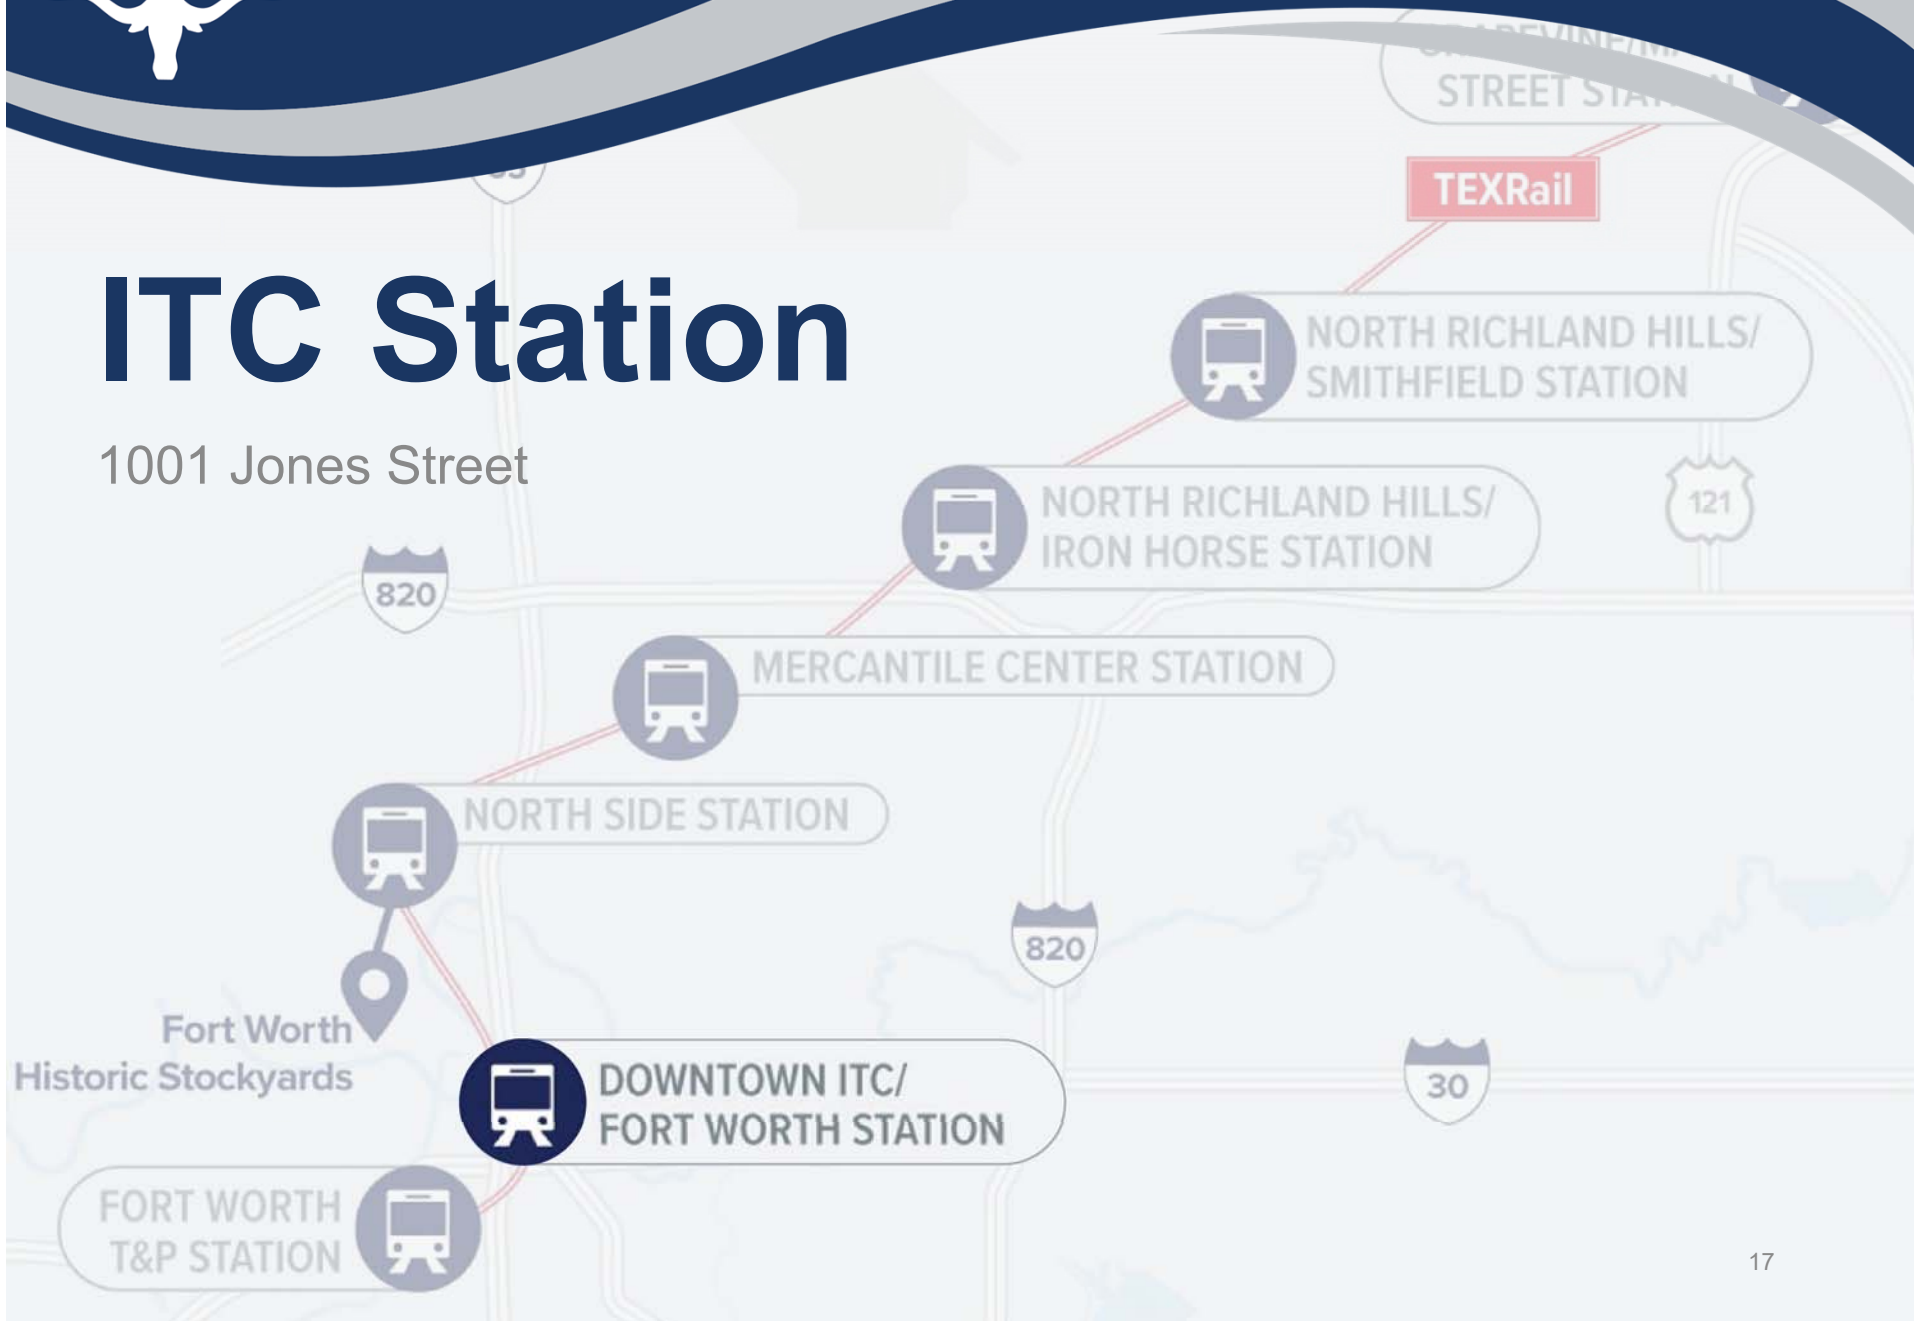 STREET STATION
TEXRail
ITC Station
1001 Jones Street
NORTH RICHLAND HILLS/
SMITHFIELD STATION
NORTH RICHLAND HILLS/
IRON HORSE STATION
121
820
MERCANTILE CENTER STATION
NORTH SIDE STATION
820
Fort Worth
Historic Stockyards
DOWNTOWN ITC/
FORT WORTH STATION
30
FORT WORTH
T&P STATION
17